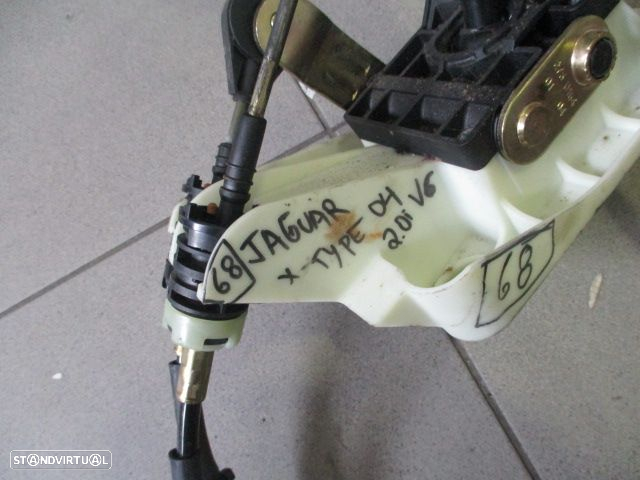 68
JAGUAR
X-TYPE 04
2.0i V6
68
STANDVIRTUAL